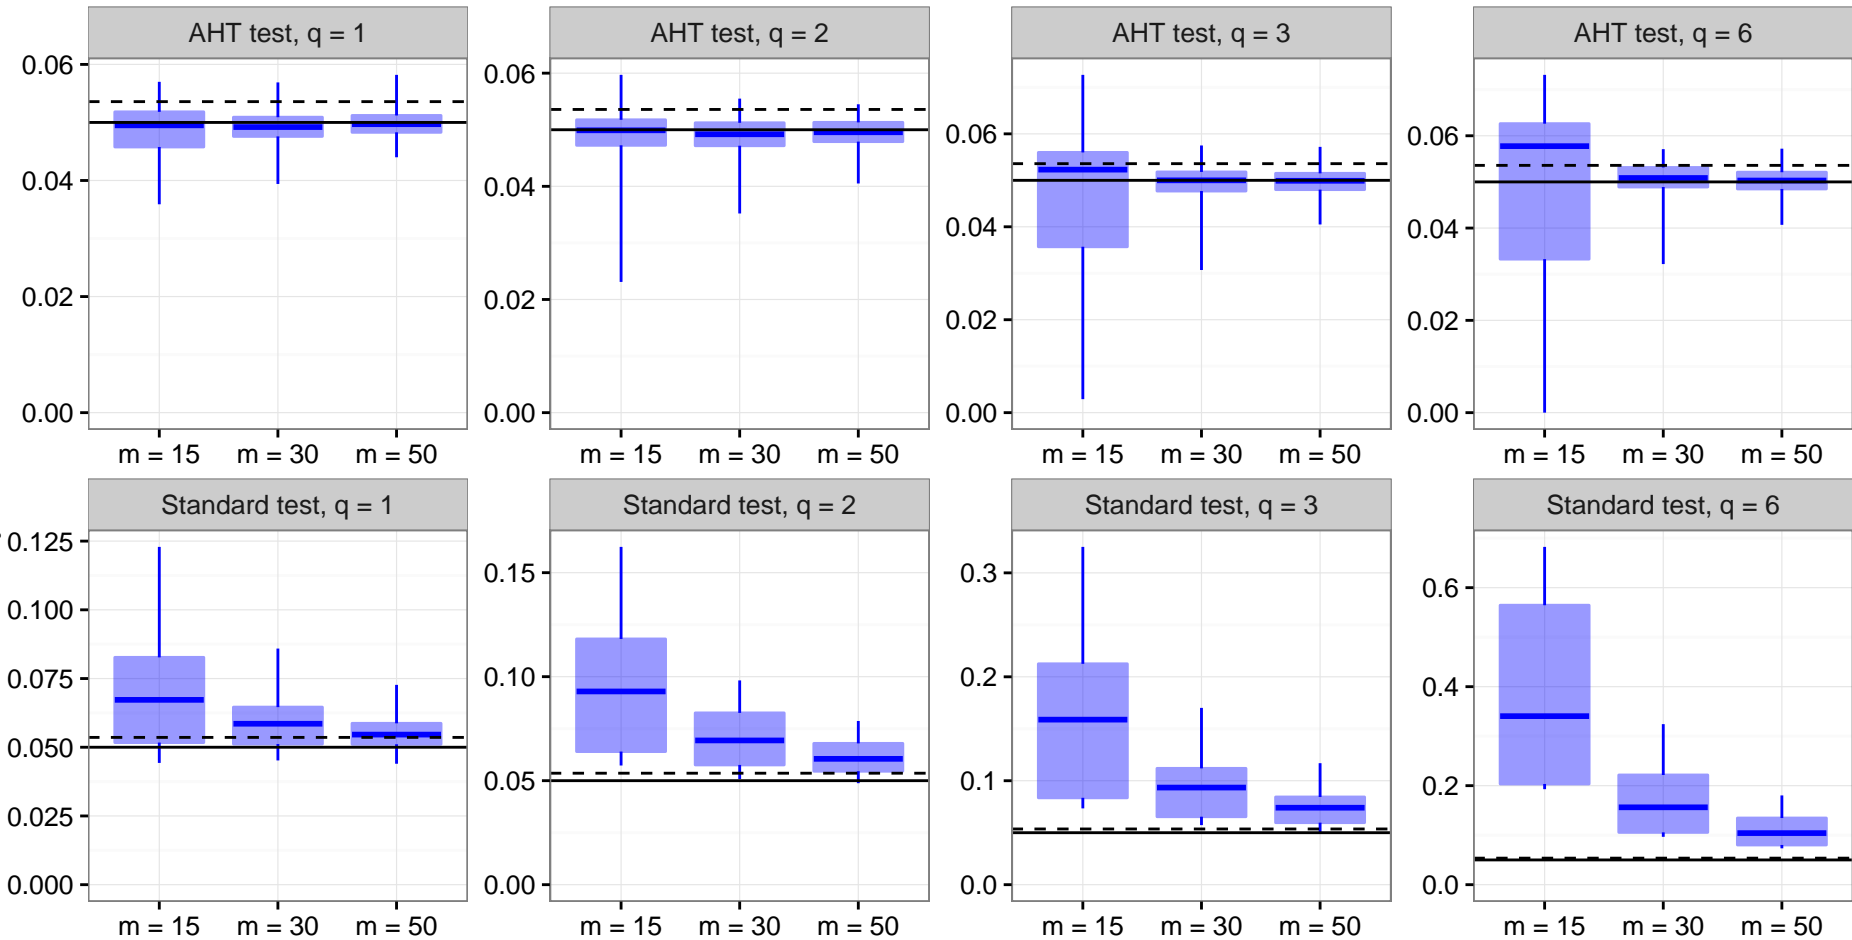 AHT test, q = 1
AHT test, q = 2
AHT test, q = 3
AHT test, q = 6
0.06
0.04
0.02
0.00
0.06
0.04
0.02
0.00
0.06
0.04
0.02
0.00
0.06
0.04
0.02
0.00
m = 15 m = 30 m = 50
m = 15 m = 30 m = 50
m = 15 m = 30 m = 50
m = 15 m = 30 m = 50
Standard test, q = 1
Standard test, q = 2
Standard test, q = 3
Standard test, q = 6
0.125
0.100
0.075
0.050
0.025
0.000
0.15
0.10
0.05
0.00
0.3
0.2
0.1
0.0
0.6
0.4
0.2
0.0
m = 15 m = 30 m = 50
m = 15 m = 30 m = 50
m = 15 m = 30 m = 50
m = 15 m = 30 m = 50